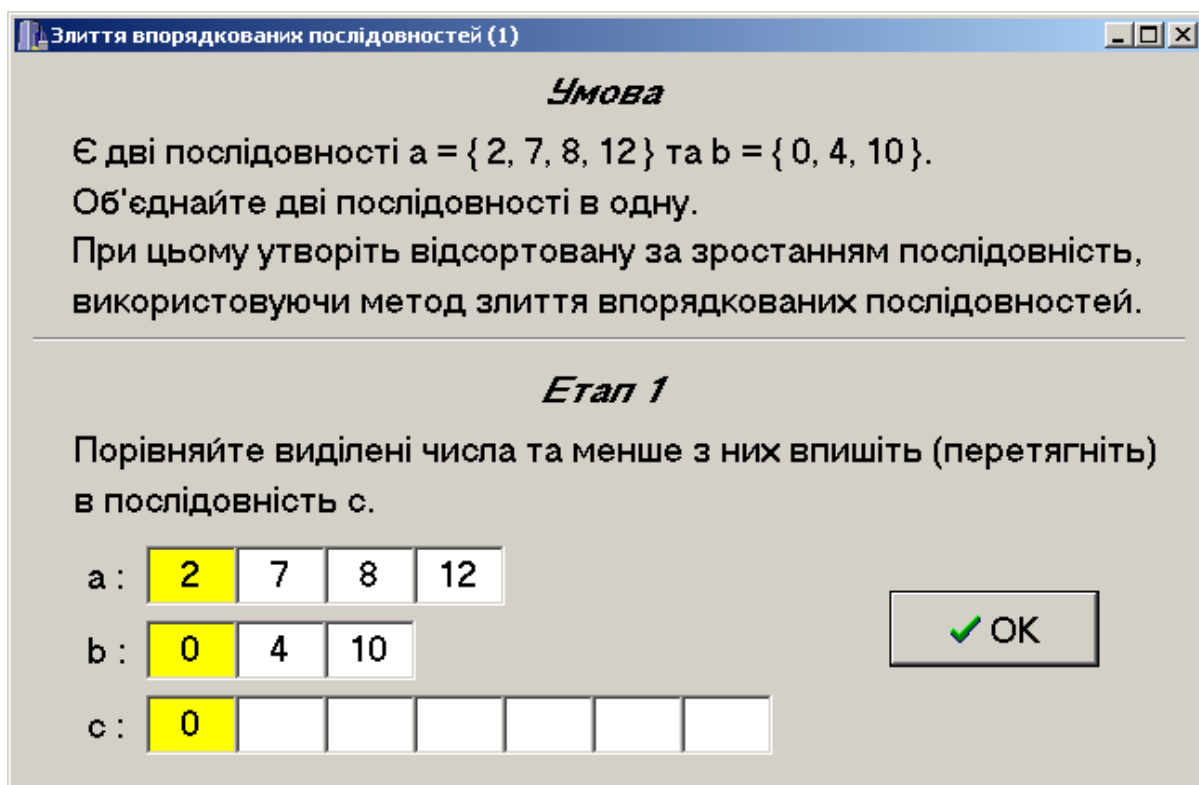 Злиття впорядкованих послідовностей (1)
Умова
Є дві послідовності a = { 2, 7, 8, 12 } та b = { 0, 4, 10 }.
Об'єднайте дві послідовності в одну.
При цьому утворіть відсортовану за зростанням послідовність,
використовуючи метод злиття впорядкованих послідовностей.
Етап 1
Порівняйте виділені числа та менше з них впишіть (перетягніть)
в послідовність c.
a : 2 7 8 12
b : 0 4 10
c : 0
OK